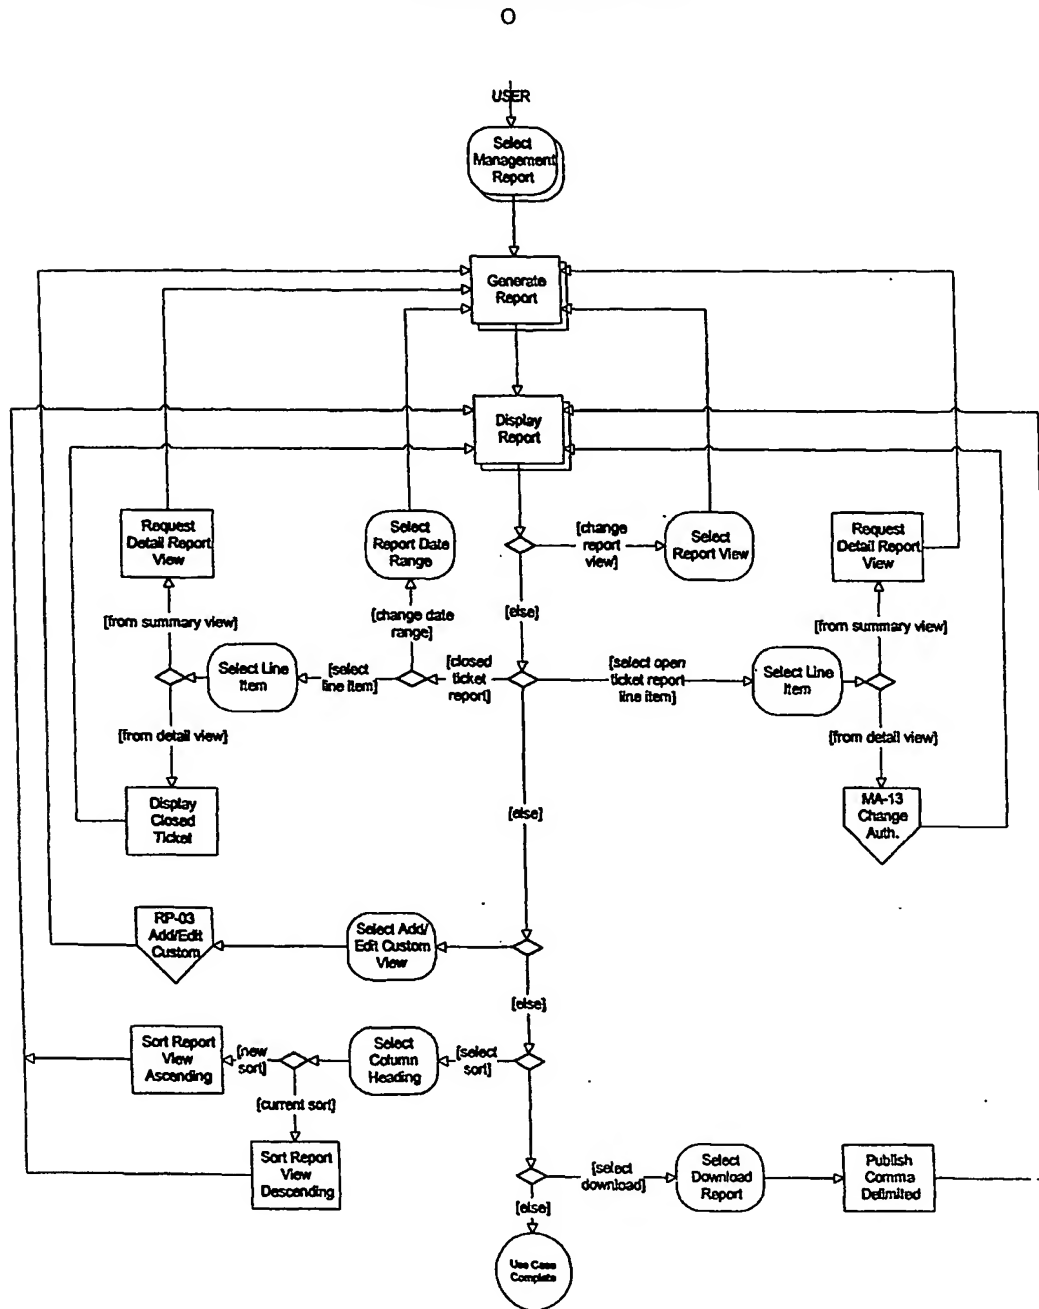 O
USER
Select
Management
Report
Generate
Report
Display
Report
Request
Detail Report
View
Select
Report Date
Range
[change
report
view]
Select
Report View
Request
Detail Report
View
[from summary view]
[change date
range]
[else]
[from summary view]
Select Line
Item
[select
line item]
[closed
ticket
report]
[select open
ticket report
line item]
Select Line
Item
[from detail view]
[from detail view]
Display
Closed
Ticket
[else]
MA-13
Change
Auth.
RP-03
Add/Edit
Custom
Select Add/
Edit Custom
View
[else]
Sort Report
View
Ascending
[new
sort]
Select
Column
Heading
[select
sort]
[current sort]
Sort Report
View
Descending
[select
download]
Select
Download
Report
Publish
Comma
Delimited
[else]
Use Case
Complete